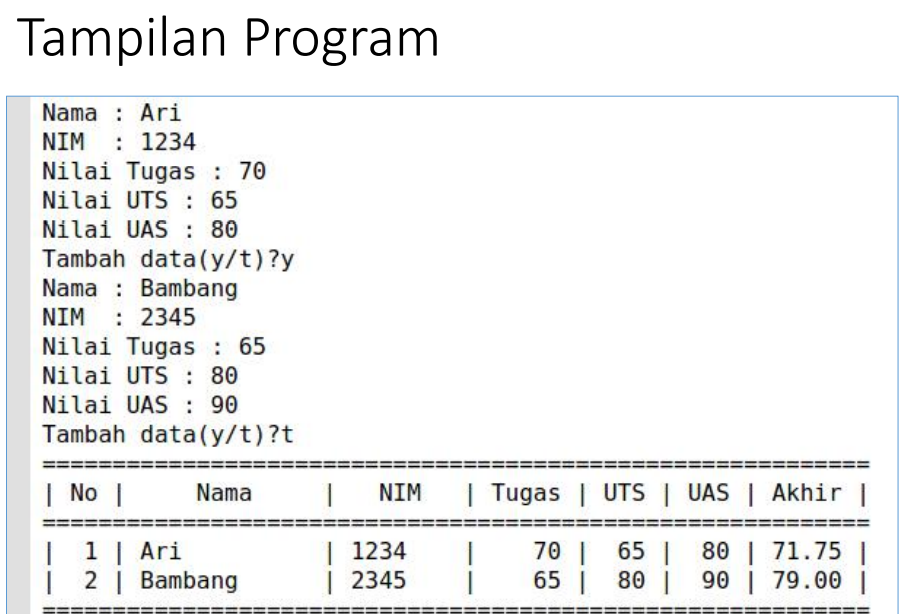 Tampilan Program
Nama : Ari
NIM  : 1234
Nilai Tugas : 70
Nilai UTS : 65
Nilai UAS : 80
Tambah data(y/t)?y
Nama : Bambang
NIM  : 2345
Nilai Tugas : 65
Nilai UTS : 80
Nilai UAS : 90
Tambah data(y/t)?t
===========================================================
| No |     Nama     |   NIM   | Tugas | UTS | UAS | Akhir |
===========================================================
|  1 | Ari          | 1234    |    70 |  65 |  80 | 71.75 |
|  2 | Bambang      | 2345    |    65 |  80 |  90 | 79.00 |
===========================================================